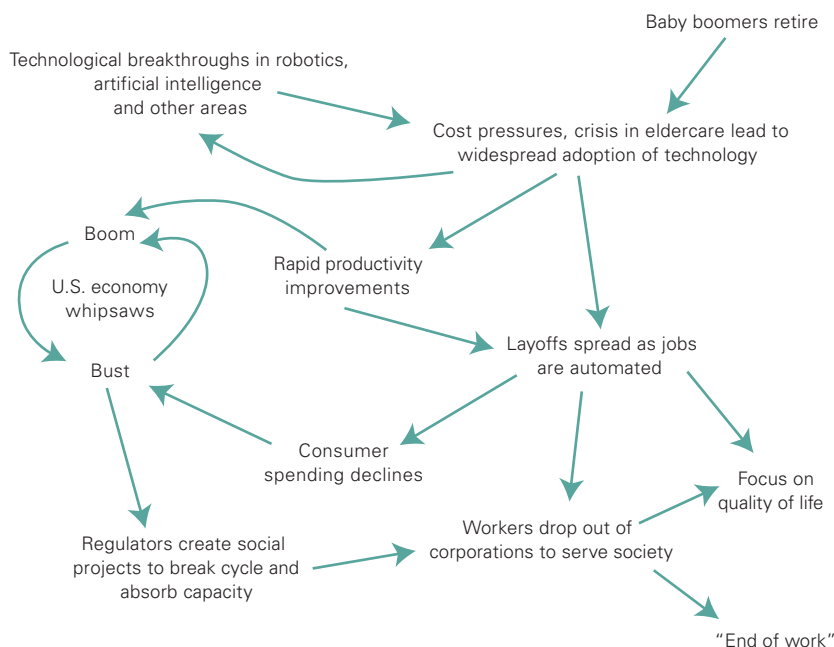 Baby boomers retire
Technological breakthroughs in robotics,
artificial intelligence
and other areas
Cost pressures, crisis in eldercare lead to
widespread adoption of technology
Boom
Rapid productivity
improvements
U.S. economy
whipsaws
Layoffs spread as jobs
are automated
Bust
Consumer
spending declines
Focus on
quality of life
Workers drop out of
corporations to serve society
Regulators create social
projects to break cycle and
absorb capacity
“End of work”